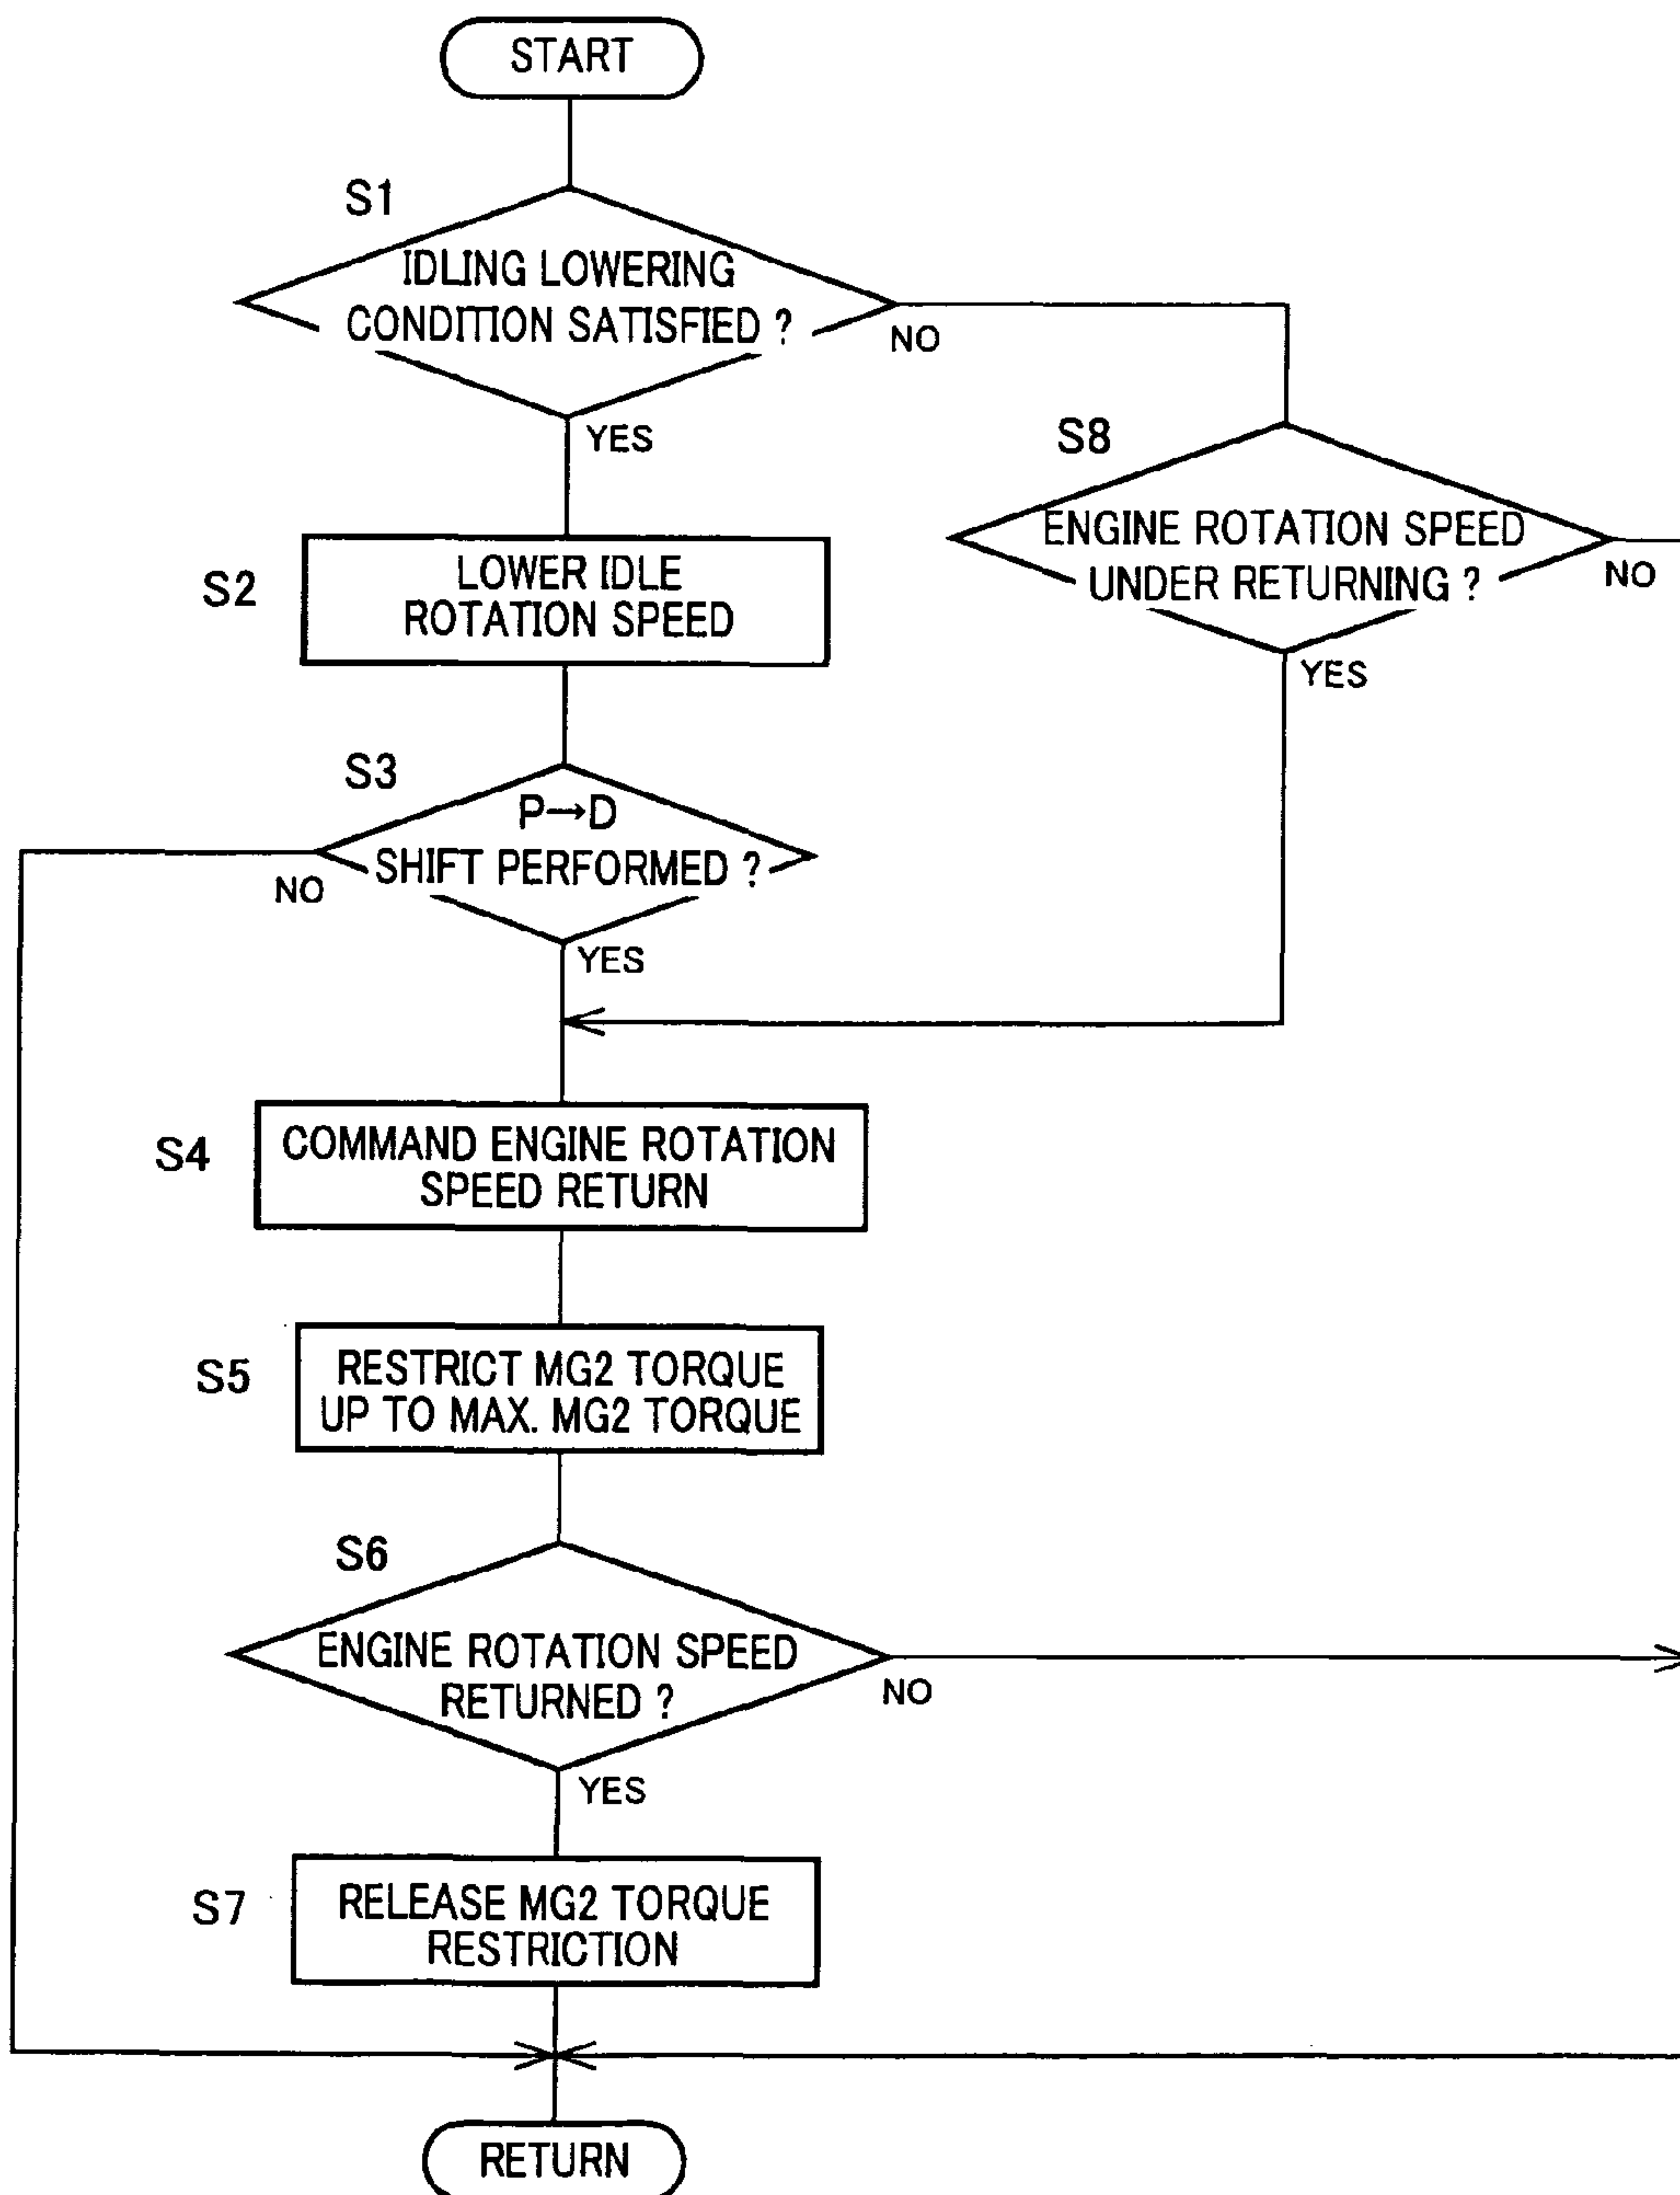 START
S1
IDLING LOWERING
CONDITION SATISFIED ?
NO
YES
S8
ENGINE ROTATION SPEED
UNDER RETURNING ?
NO
YES
S2
LOWER IDLE
ROTATION SPEED
S3
P→D
SHIFT PERFORMED ?
NO
YES
S4
COMMAND ENGINE ROTATION
SPEED RETURN
S5
RESTRICT MG2 TORQUE
UP TO MAX. MG2 TORQUE
S6
ENGINE ROTATION SPEED
RETURNED ?
NO
YES
S7
RELEASE MG2 TORQUE
RESTRICTION
RETURN